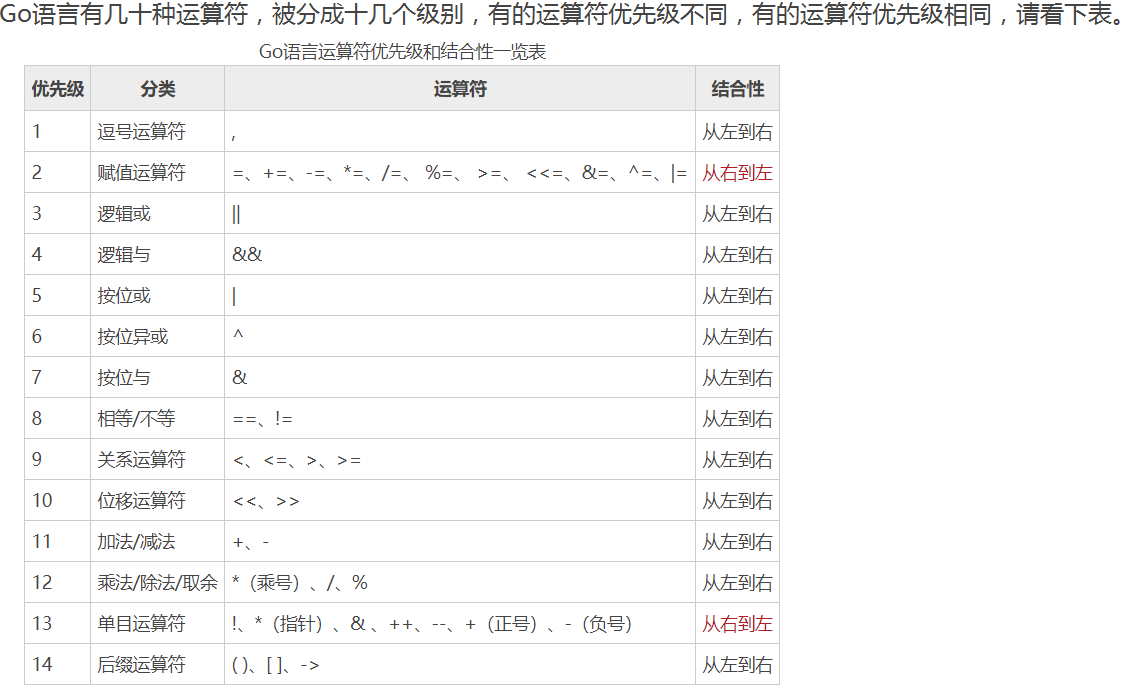 Go语言有几十种运算符，被分成十几个级别，有的运算符优先级不同，有的运算符优先级相同，请看下表。
Go语言运算符优先级和结合性一览表
优先级 分类 运算符 结合性
1 逗号运算符 , 从左到右
2 赋值运算符 =、+=、-=、*=、/=、 %=、 >=、 <<=、&=、^=、|= 从右到左
3 逻辑或 || 从左到右
4 逻辑与 && 从左到右
5 按位或 | 从左到右
6 按位异或 ^ 从左到右
7 按位与 & 从左到右
8 相等/不等 ==、!= 从左到右
9 关系运算符 <、<=、>、>= 从左到右
10 位移运算符 <<、>> 从左到右
11 加法/减法 +、- 从左到右
12 乘法/除法/取余 *（乘号）、/、% 从左到右
13 单目运算符 !、*（指针）、& 、++、--、+（正号）、-（负号） 从右到左
14 后缀运算符 ( )、[ ]、-> 从左到右